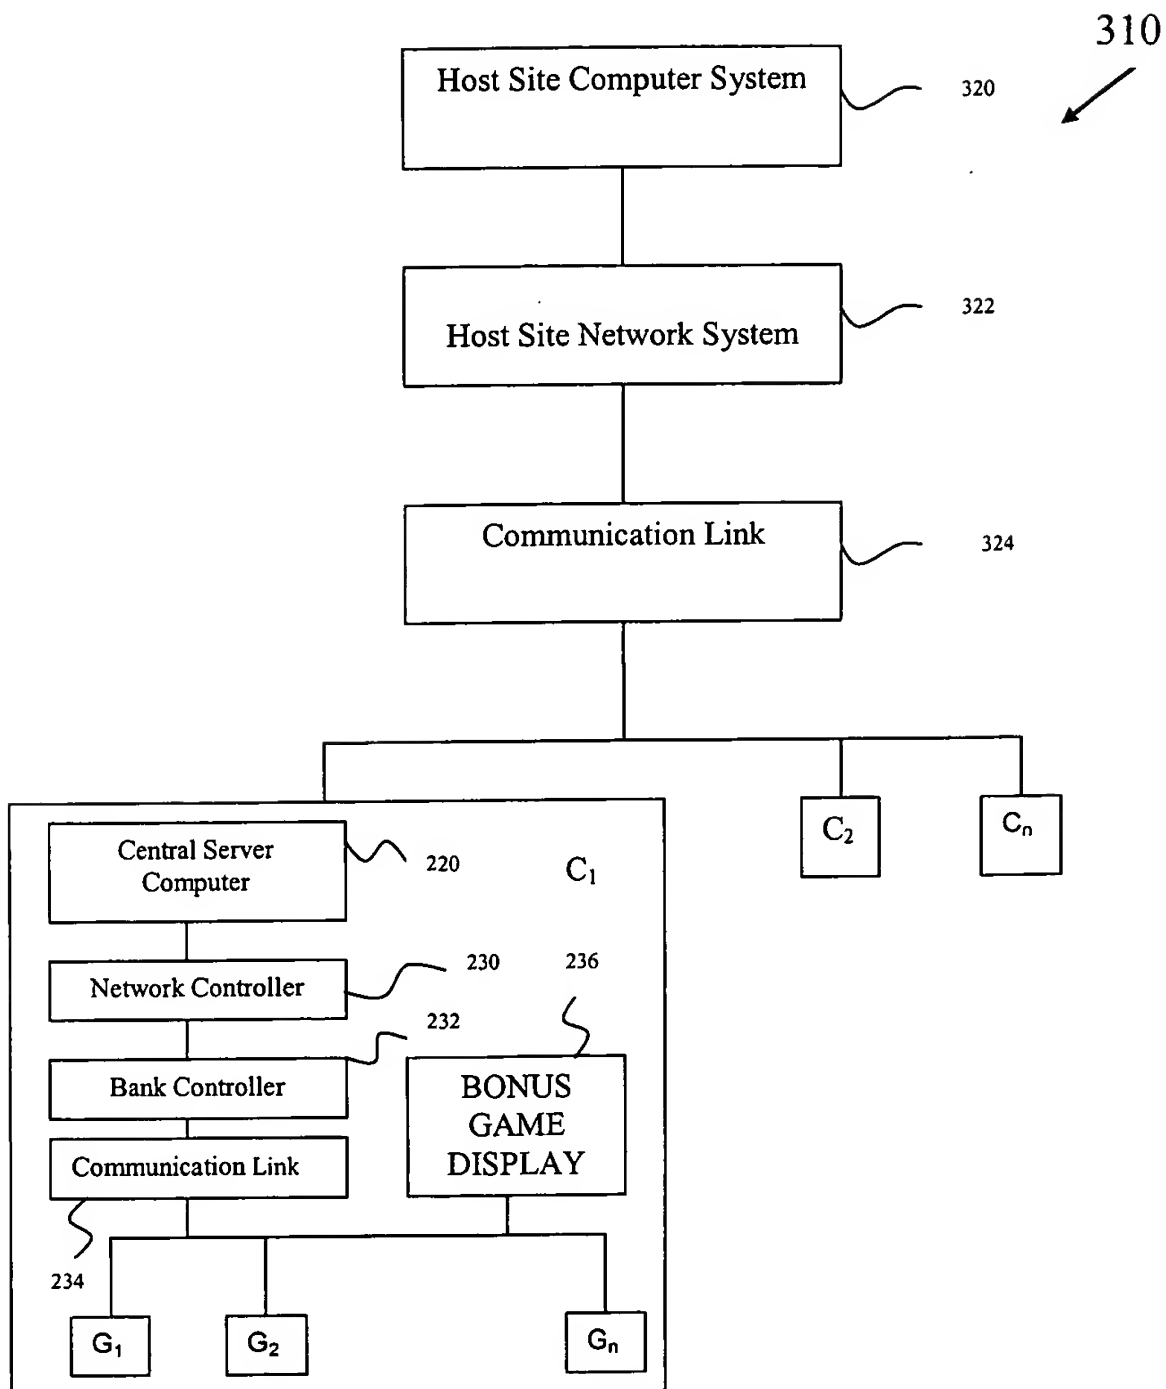 310
Host Site Computer System
320
322
Host Site Network System
Communication Link
324
C2
Cn
Central Server
Computer
220
C1
Network Controller
230
236
232
Bank Controller
BONUS
GAME
DISPLAY
Communication Link
234
G1
G2
Gn